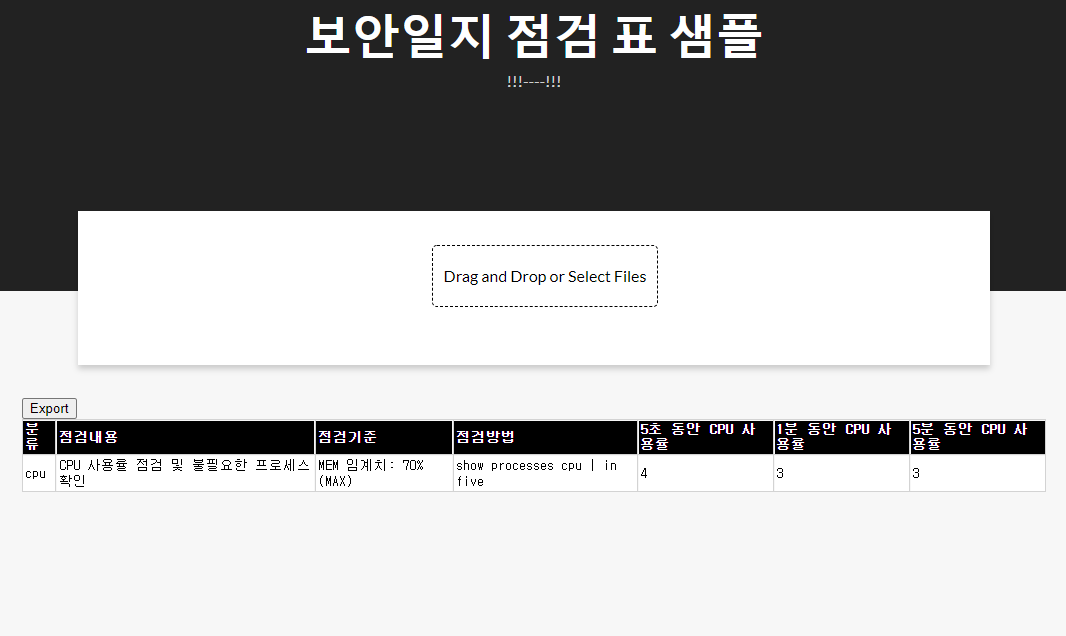 보안일지 점검 표 샘플
!!!----!!!
Drag and Drop or Select Files
Export
분류 점검내용 점검기준 점검방법 5초 동안 CPU 사용률 1분 동안 CPU 사용률 5분 동안 CPU 사용률
cpu CPU 사용률 점검 및 불필요한 프로세스 확인 MEM 임계치: 70% (MAX) show processes cpu | in five 4 3 3